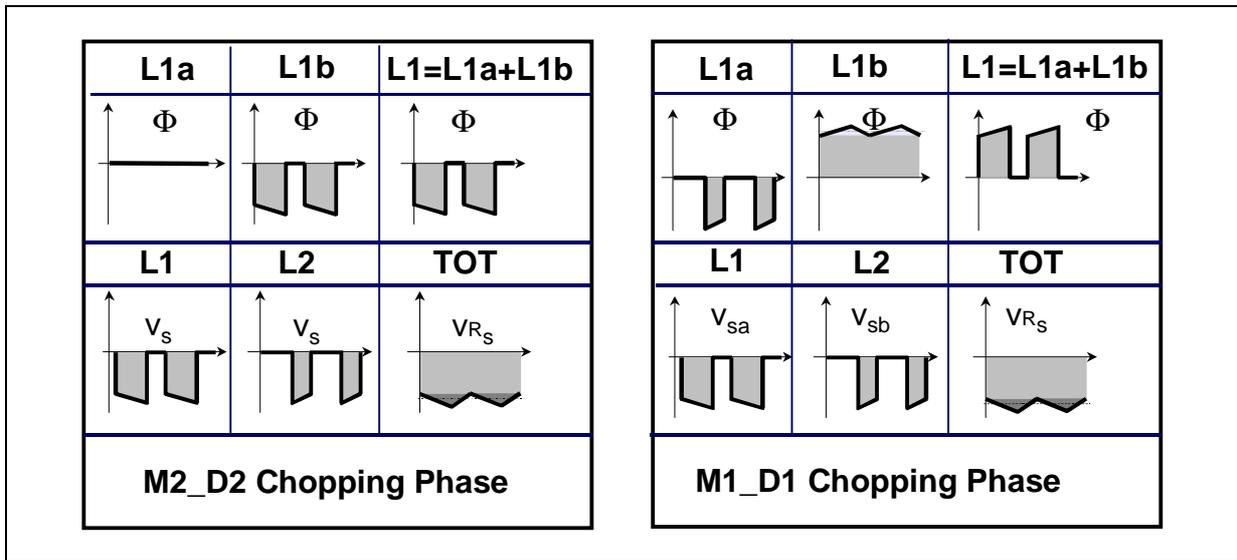 L1a L1b L1=L1a+L1b
Φ Φ Φ
L1 L2 TOT
Vs Vs VRs
M2_D2 Chopping Phase
L1a L1b L1=L1a+L1b
Φ Φ Φ
L1 L2 TOT
Vsa Vsb VRs
M1_D1 Chopping Phase